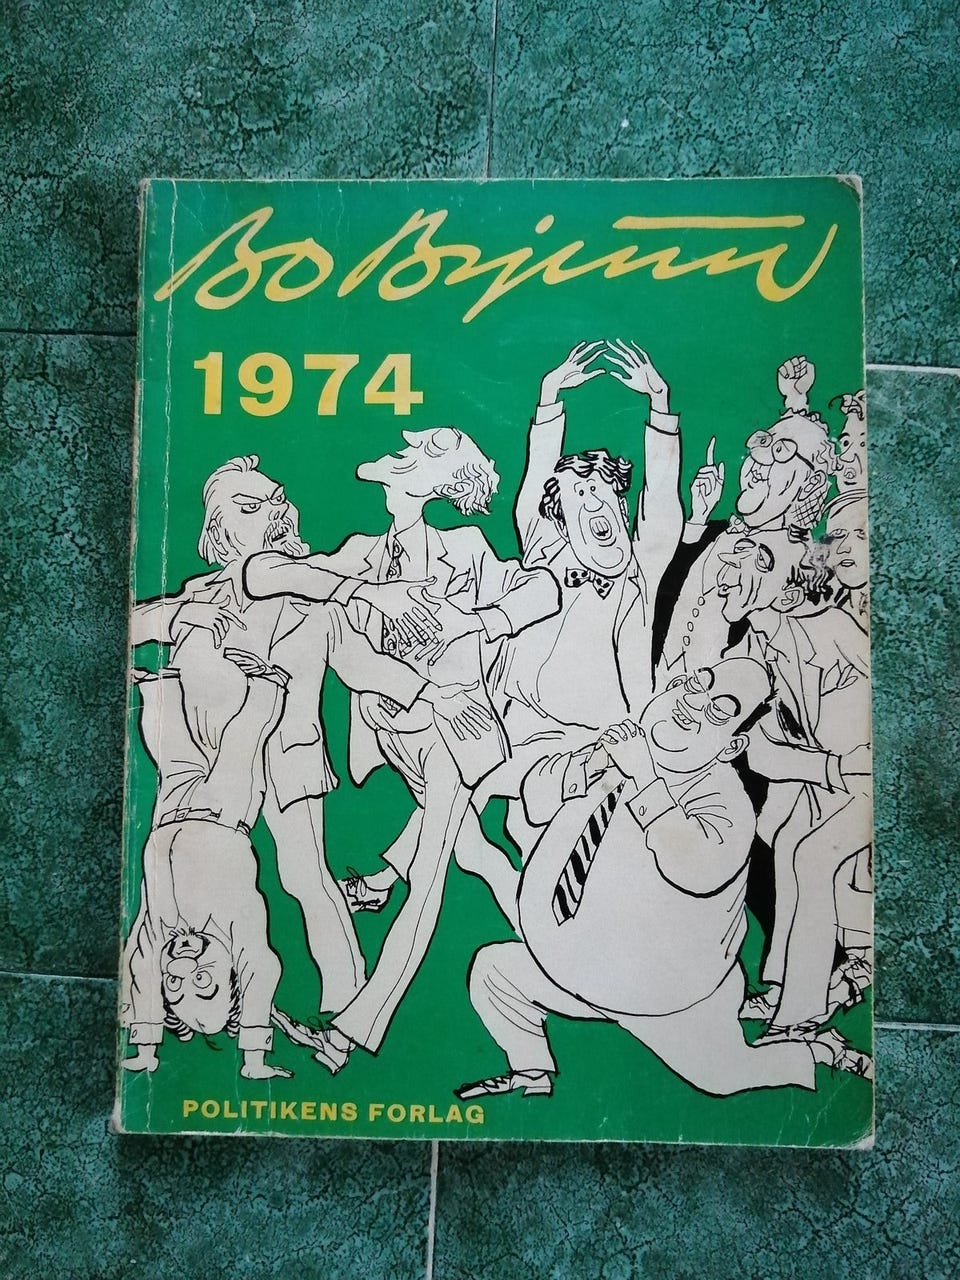 Bo Bojesen
1974
POLITIKENS FORLAG